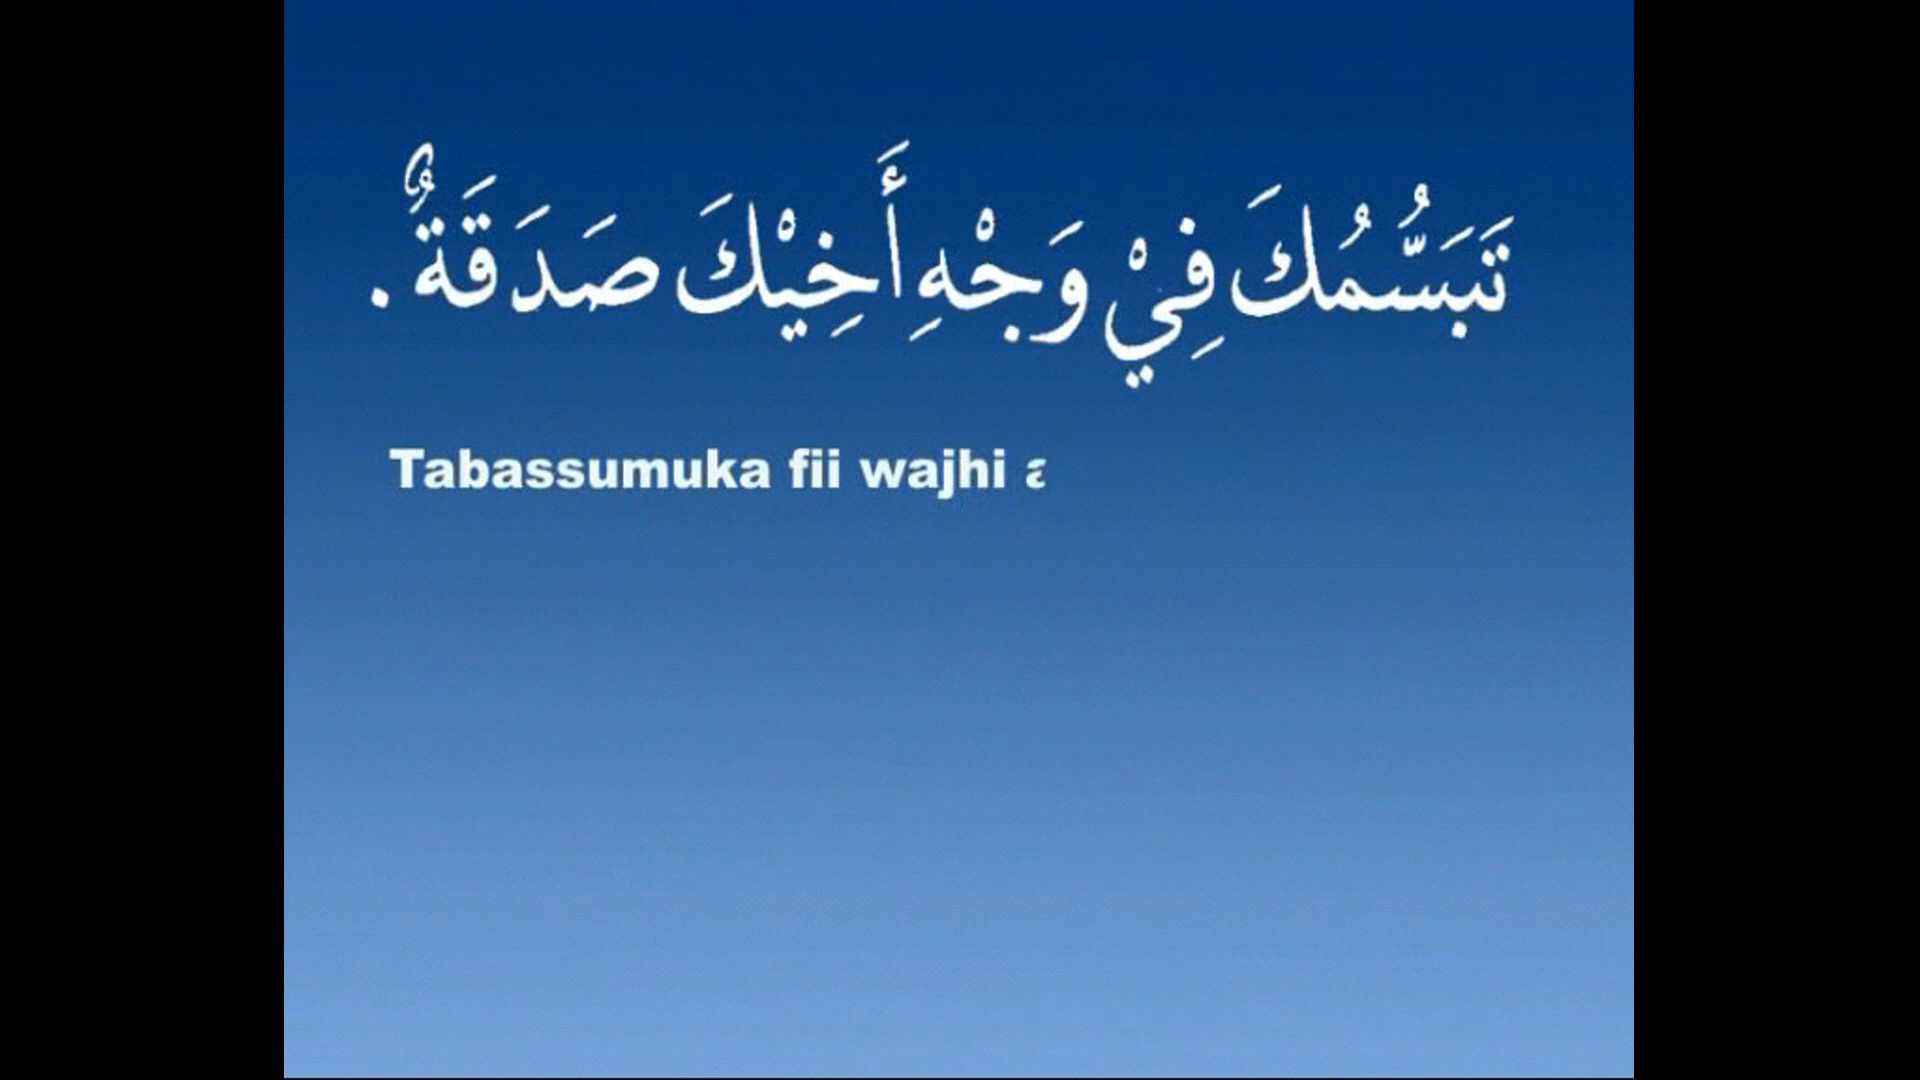 تَبَسُّمُكَ فِيْ وَجْهِ أَخِيْكَ صَدَقَةٌ .
Tabassumuka fii wajhi